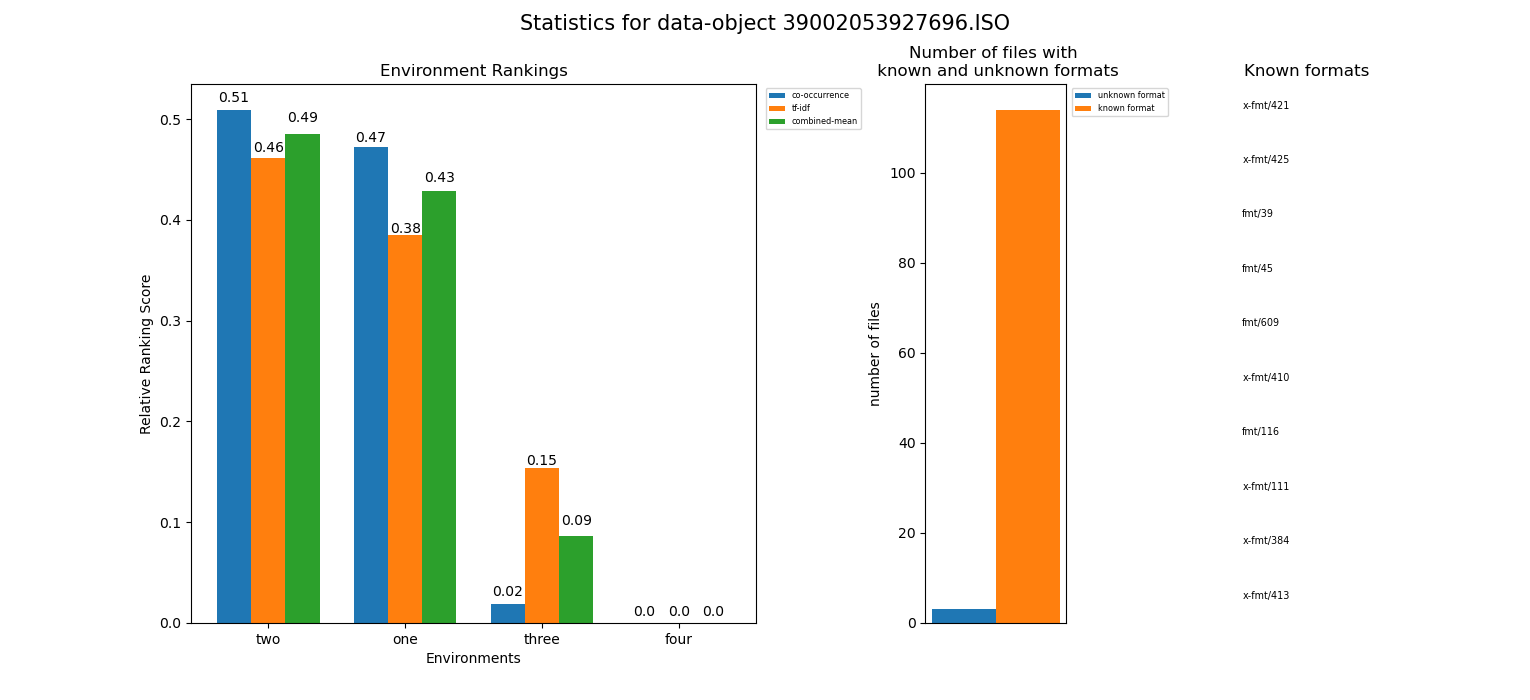 Statistics for data-object 39002053927696.ISO
Environment Rankings
Relative Ranking Score
0.5
0.4
0.3
0.2
0.1
0.0
0.51
0.46
0.49
0.47
0.38
0.43
0.02
0.15
0.09
0.0
0.0
0.0
two
one
three
four
Environments
co-occurrence
tf-idf
combined-mean
Number of files with
known and unknown formats
number of files
100
80
60
40
20
0
unknown format
known format
Known formats
x-fmt/421
x-fmt/425
fmt/39
fmt/45
fmt/609
x-fmt/410
fmt/116
x-fmt/111
x-fmt/384
x-fmt/413